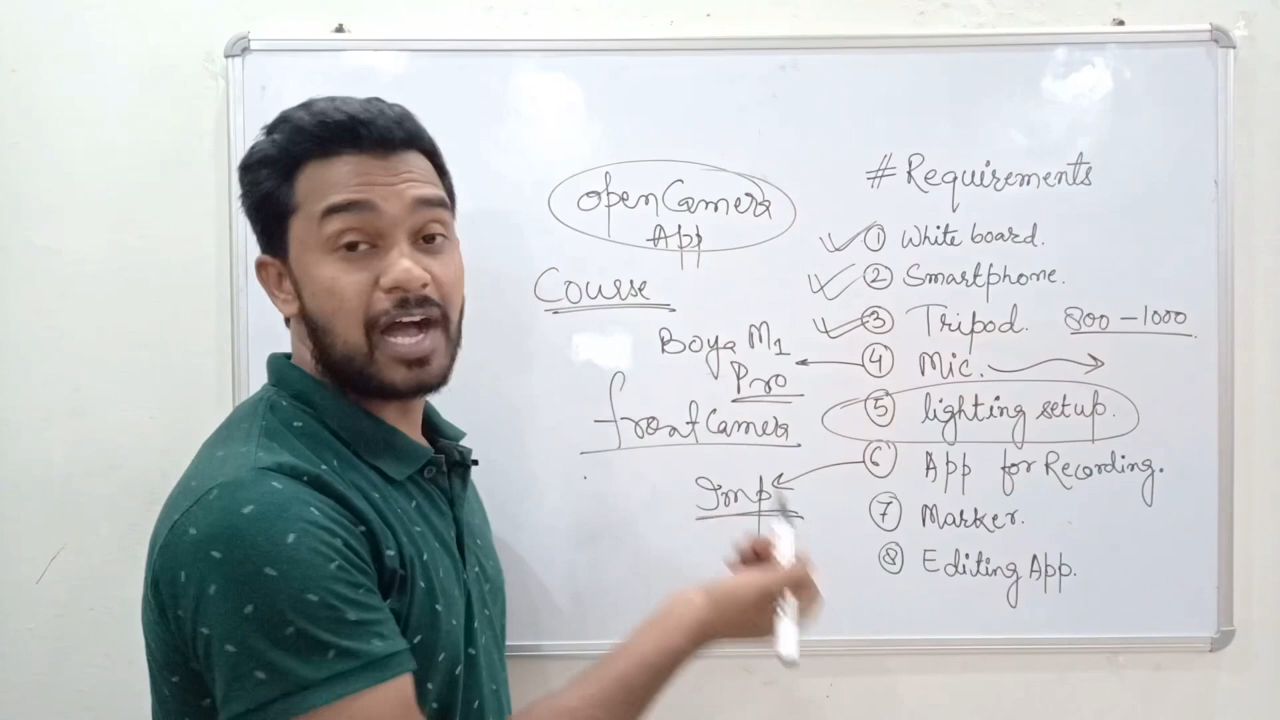 open Camera
App
Course
Boya M1
Pro
front Camera
Imp
# Requirements
① White board.
② Smartphone.
③ Tripod. 800 - 1000
④ Mic.
⑤ lighting setup.
⑥ App for Recording.
⑦ Marker.
⑧ Editing App.